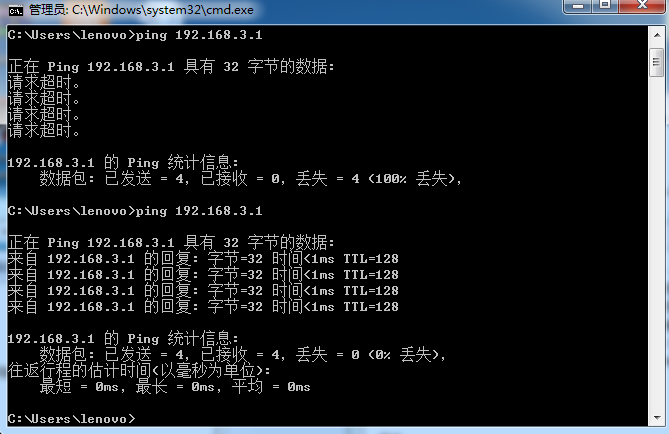 管理员: C:\Windows\system32\cmd.exe
C:\Users\lenovo>ping 192.168.3.1
正在 Ping 192.168.3.1 具有 32 字节的数据:
请求超时。
请求超时。
请求超时。
请求超时。
192.168.3.1 的 Ping 统计信息:
数据包: 已发送 = 4, 已接收 = 0, 丢失 = 4 (100% 丢失),
C:\Users\lenovo>ping 192.168.3.1
正在 Ping 192.168.3.1 具有 32 字节的数据:
来自 192.168.3.1 的回复: 字节=32 时间<1ms TTL=128
来自 192.168.3.1 的回复: 字节=32 时间<1ms TTL=128
来自 192.168.3.1 的回复: 字节=32 时间<1ms TTL=128
来自 192.168.3.1 的回复: 字节=32 时间<1ms TTL=128
192.168.3.1 的 Ping 统计信息:
数据包: 已发送 = 4, 已接收 = 4, 丢失 = 0 (0% 丢失),
往返行程的估计时间(以毫秒为单位):
最短 = 0ms, 最长 = 0ms, 平均 = 0ms
C:\Users\lenovo>